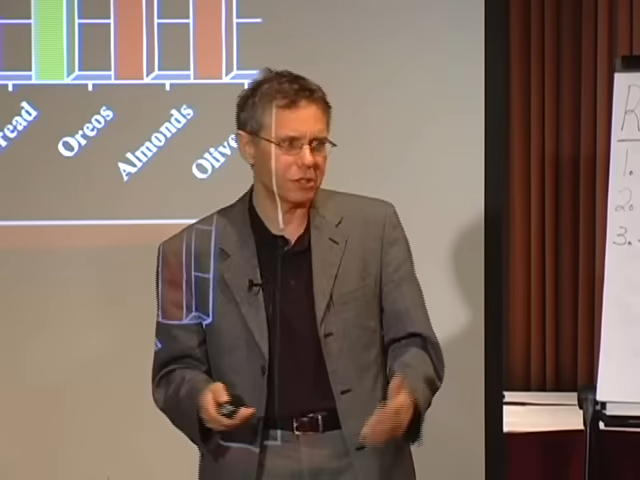 read
Oreos
Almonds
Olive
R
1.
2.
3.